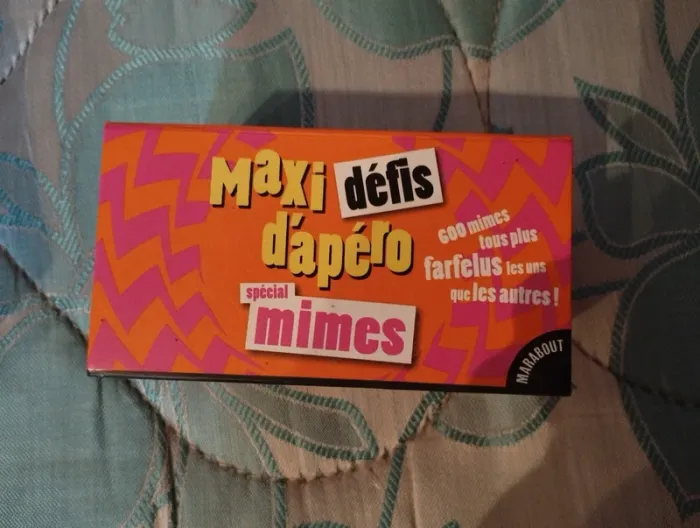 Maxi défis
d'apéro
spécial
mimes
600 mimes
tous plus
farfelus les uns
que les autres !
MARABOUT